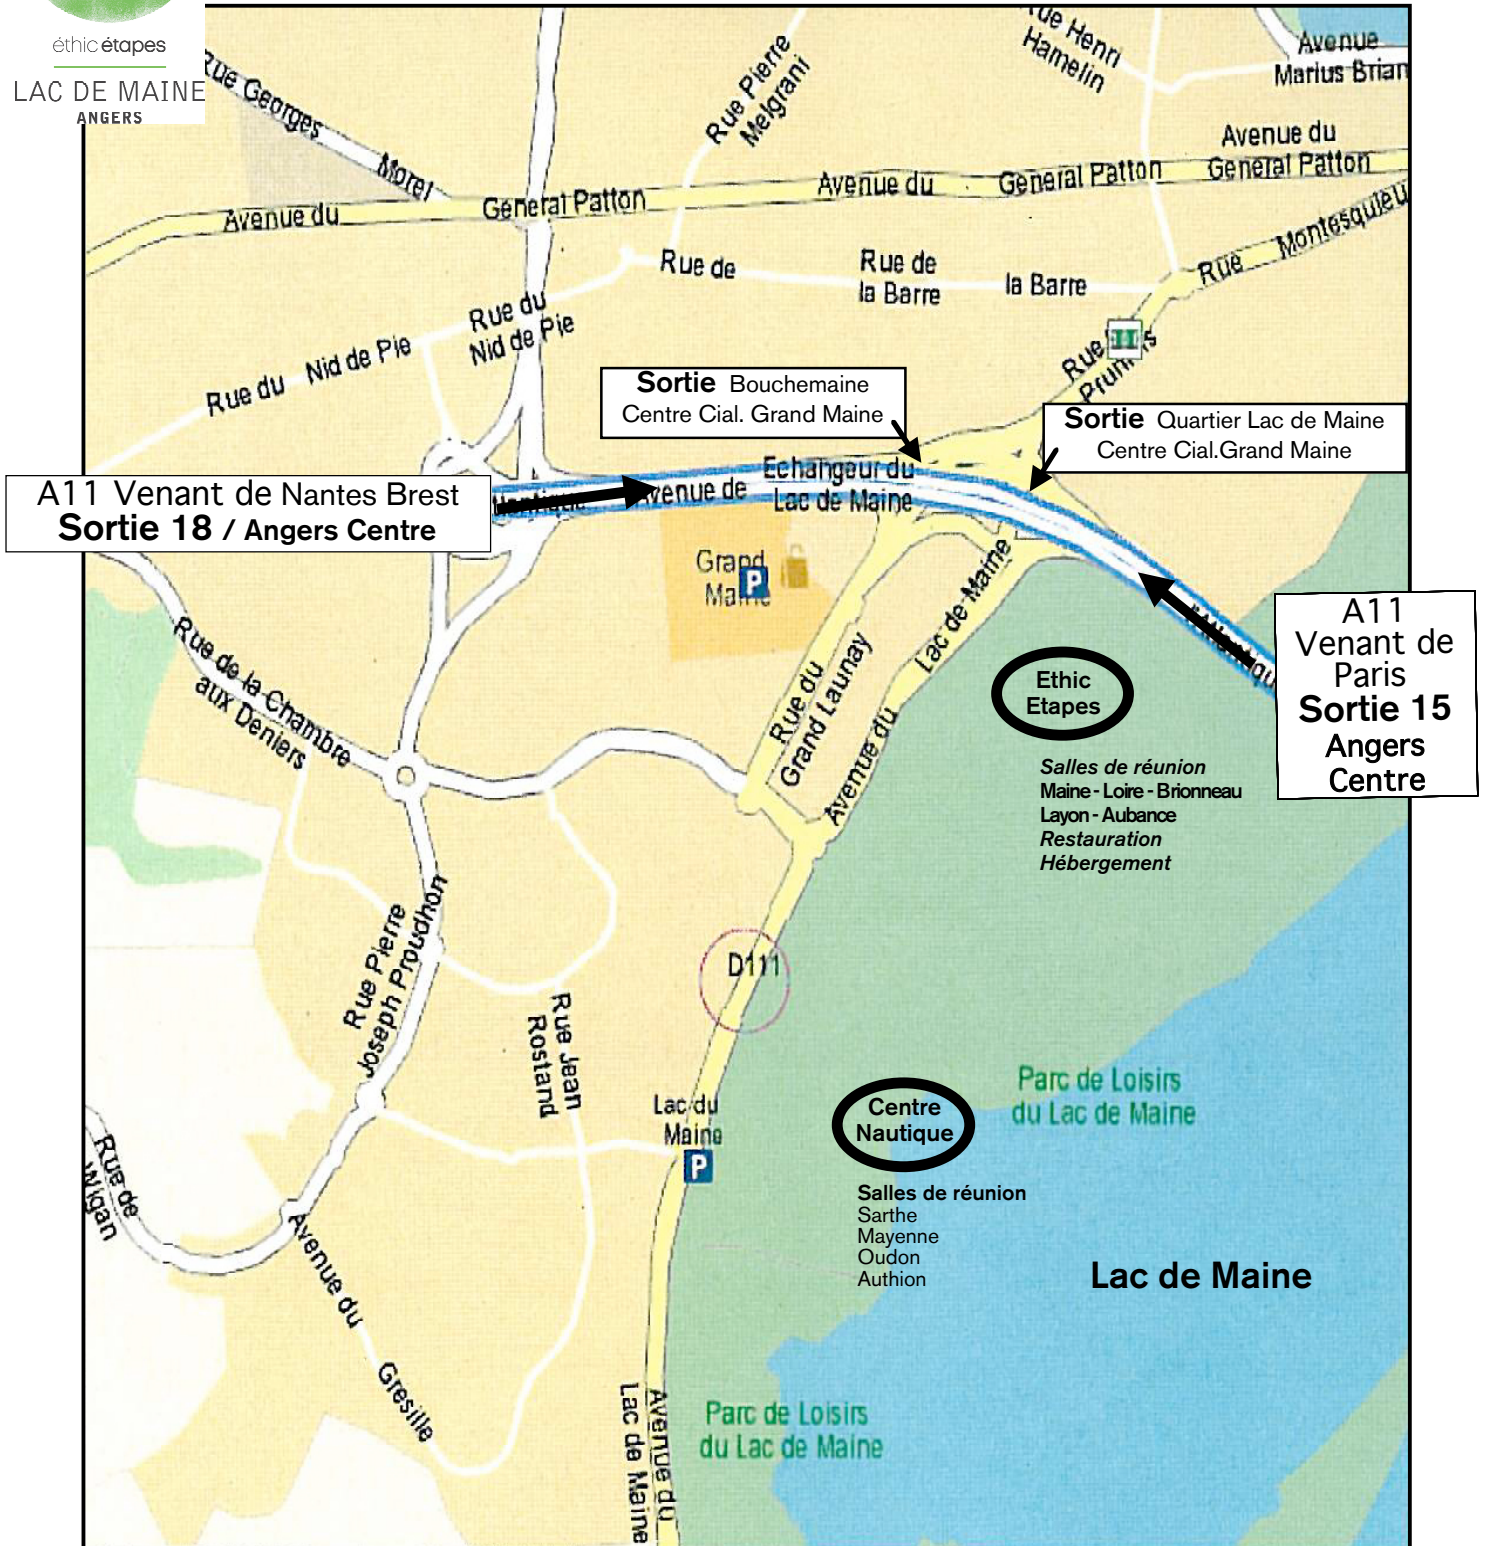 éthic étapes
LAC DE MAINE
ANGERS
Rue Georges
Morel
Rue Pierre
Melgrani
Rue Henri
Hamelin
Avenue
Marius Brian
Avenue du
General Patton
Avenue du
General Patton
Avenue du
General Patton
Rue Montesquieu
Rue de
Rue de
la Barre
la Barre
Rue du
Nid de Pie
Rue du Nid de Pie
Rue
Sortie Bouchemaine
Centre Cial. Grand Maine
Sortie Quartier Lac de Maine
Centre Cial.Grand Maine
A11 Venant de Nantes Brest
Sortie 18 / Angers Centre
Avenue de
Echangeur du
Lac de Maine
Grand
Maine
P
A11
Venant de
Paris
Sortie 15
Angers
Centre
Rue de la Chambre
aux Deniers
Rue du
Grand Launay
Avenue du
Lac de Maine
Ethic
Etapes
Salles de réunion
Maine - Loire - Brionneau
Layon - Aubance
Restauration
Hébergement
Rue Pierre
Joseph Proudhon
D111
Rue Jean
Rostand
Lac du
Maine
P
Centre
Nautique
Parc de Loisirs
du Lac de Maine
Salles de réunion
Sarthe
Mayenne
Oudon
Authion
Lac de Maine
Rue de
Wigan
Avenue du
Gresille
Avenue du
Lac de Maine
Parc de Loisirs
du Lac de Maine